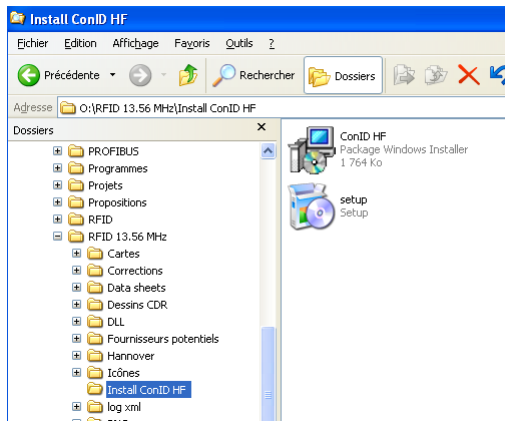 Install ConID HF
Fichier Edition Affichage Favoris Outils ?
Précédente Rechercher Dossiers
Adresse O:\RFID 13.56 MHz\Install ConID HF
Dossiers
PROFIBUS
Programmes
Projets
Propositions
RFID
RFID 13.56 MHz
Cartes
Corrections
Data sheets
Dessins CDR
DLL
Fournisseurs potentiels
Hannover
Icônes
Install ConID HF
log xml
ConID HF
Package Windows Installer
1 764 Ko
setup
Setup